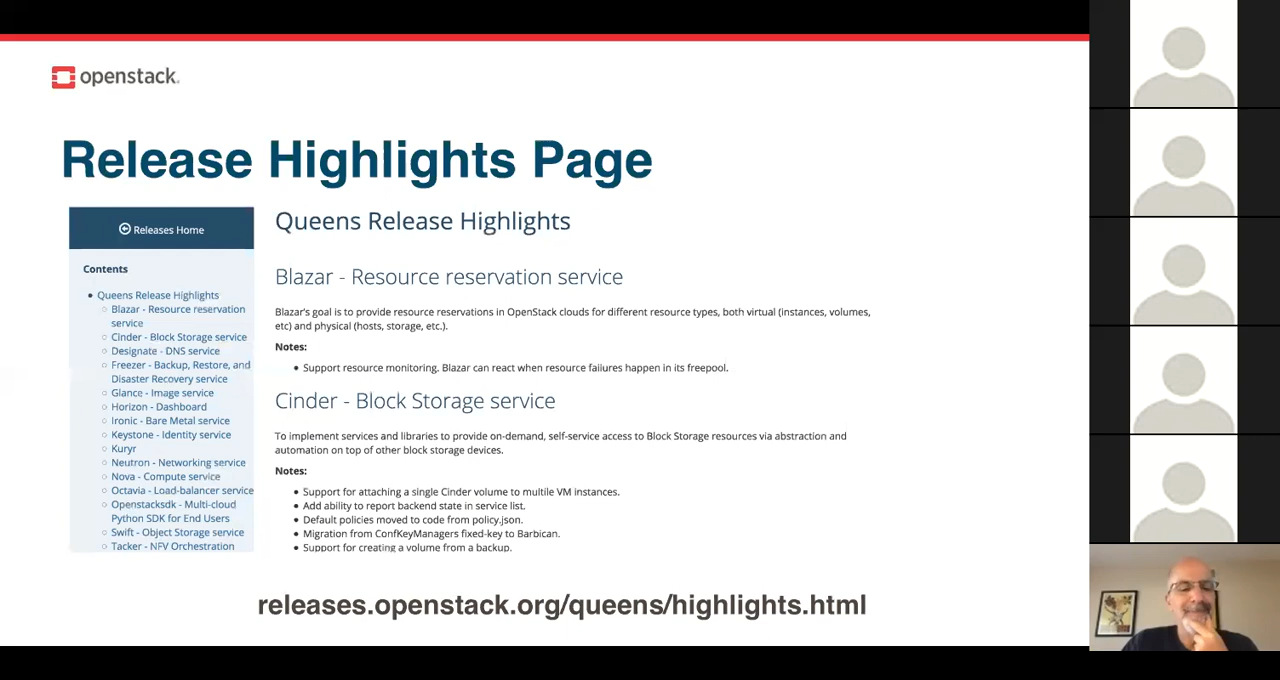 openstack.
Release Highlights Page
Releases Home
Contents
Queens Release Highlights
Blazar - Resource reservation
service
Cinder - Block Storage service
Designate - DNS service
Freezer - Backup, Restore, and
Disaster Recovery service
Glance - Image service
Horizon - Dashboard
Ironic - Bare Metal service
Keystone - Identity service
Kuryr
Neutron - Networking service
Nova - Compute service
Octavia - Load-balancer service
Openstacksdk - Multi-cloud
Python SDK for End Users
Swift - Object Storage service
Tacker - NFV Orchestration
Queens Release Highlights
Blazar - Resource reservation service
Blazar's goal is to provide resource reservations in OpenStack clouds for different resource types, both virtual (instances, volumes,
etc) and physical (hosts, storage, etc.).
Notes:
Support resource monitoring. Blazar can react when resource failures happen in its freepool.
Cinder - Block Storage service
To implement services and libraries to provide on-demand, self-service access to Block Storage resources via abstraction and
automation on top of other block storage devices.
Notes:
Support for attaching a single Cinder volume to multile VM instances.
Add ability to report backend state in service list.
Default policies moved to code from policy.json.
Migration from ConfKeyManagers fixed-key to Barbican.
Support for creating a volume from a backup.
releases.openstack.org/queens/highlights.html